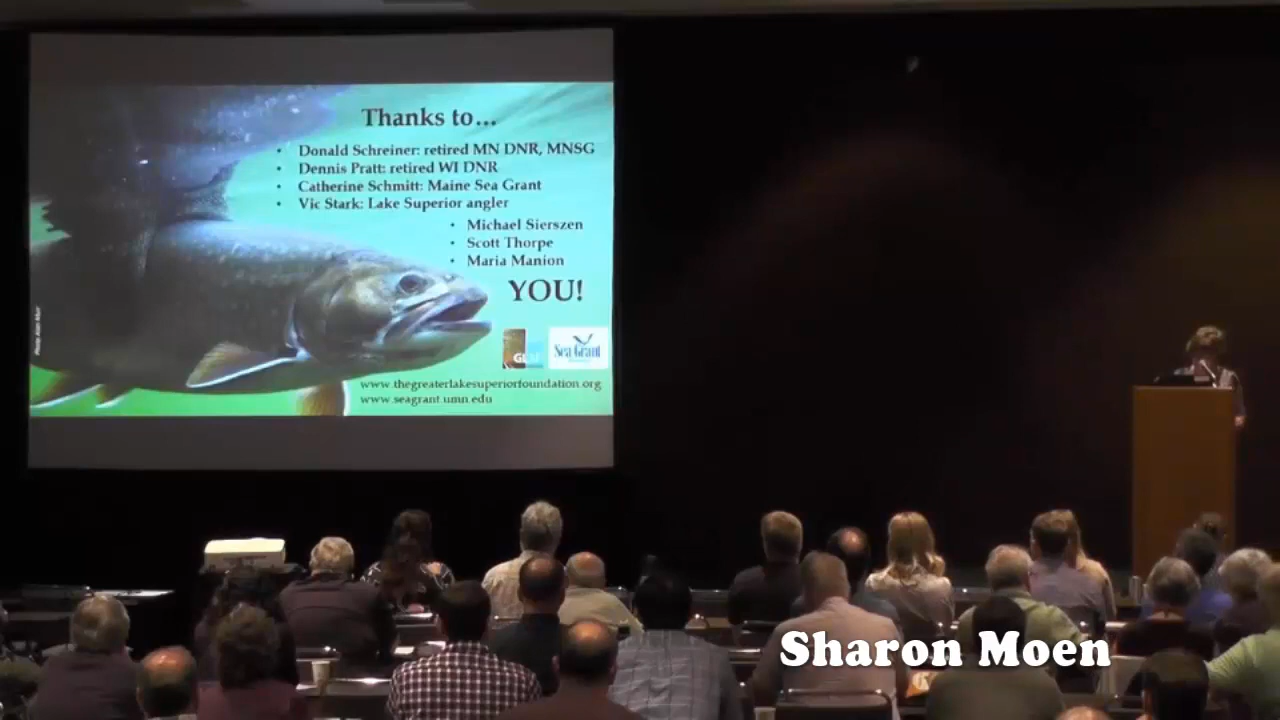 Thanks to...
• Donald Schreiner: retired MN DNR, MNSG
• Dennis Pratt: retired WI DNR
• Catherine Schmitt: Maine Sea Grant
• Vic Stark: Lake Superior angler
• Michael Sierszen
• Scott Thorpe
• Maria Manion
YOU!
Sea Grant
www.thegreaterlakesuperiorfoundation.org
www.seagrant.umn.edu
Sharon Moen